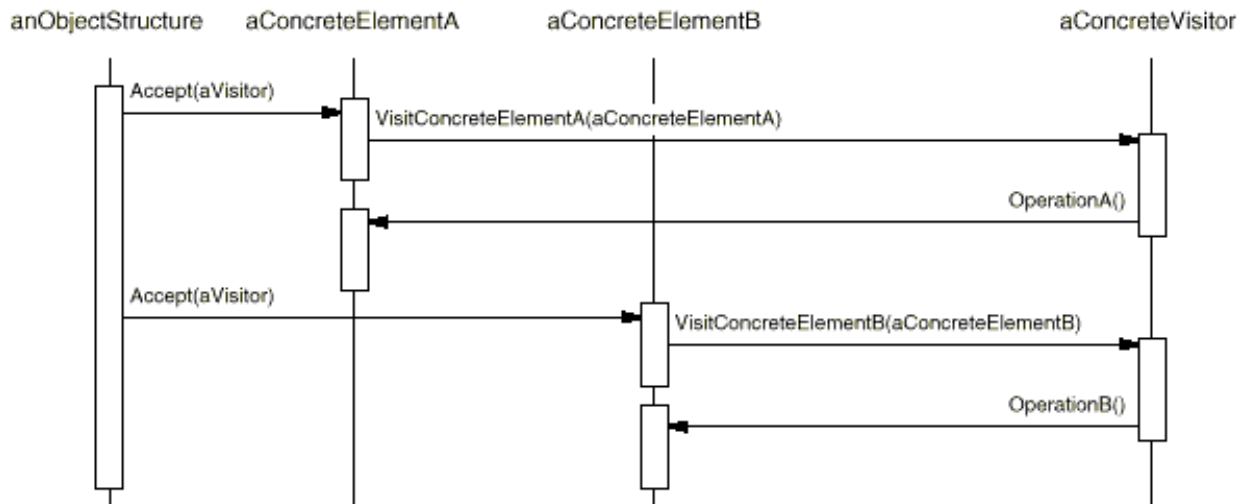 anObjectStructure
aConcreteElementA
aConcreteElementB
aConcreteVisitor
Accept(aVisitor)
VisitConcreteElementA(aConcreteElementA)
OperationA()
Accept(aVisitor)
VisitConcreteElementB(aConcreteElementB)
OperationB()